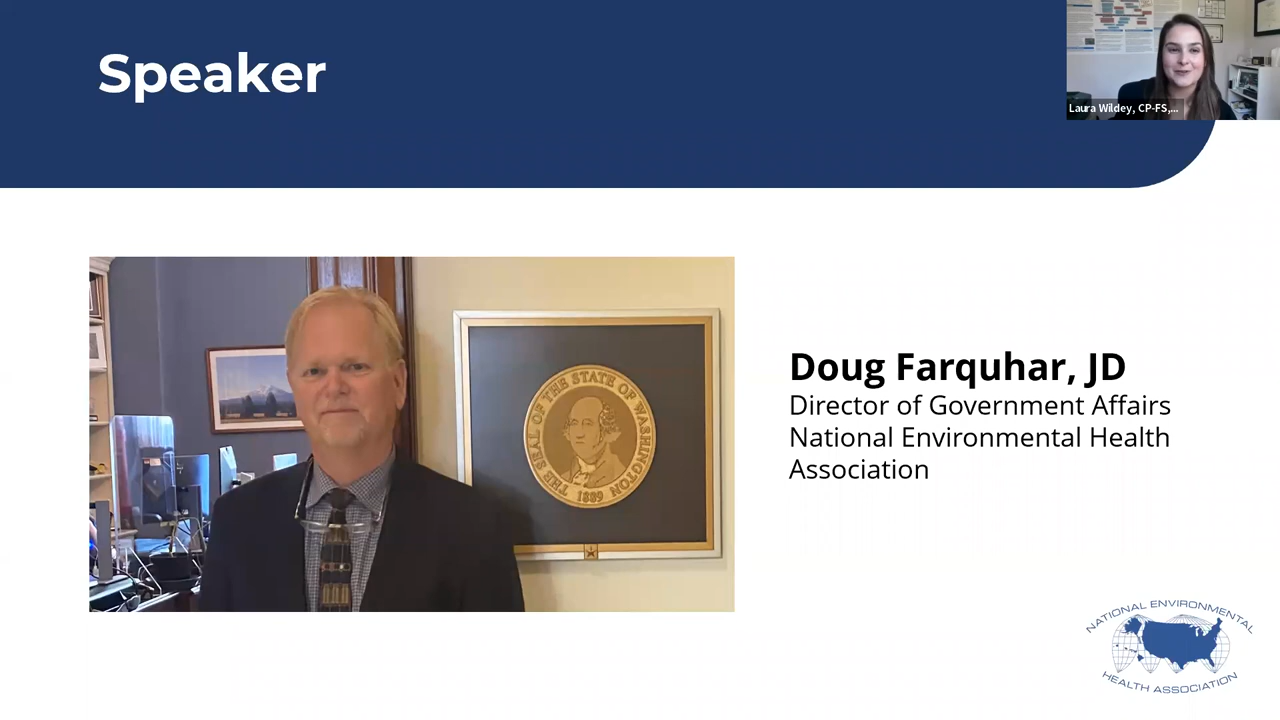 Speaker
Laura Wildey, CP-FS,...
THE SEAL OF THE STATE OF WASHINGTON
1889
Doug Farquhar, JD
Director of Government Affairs
National Environmental Health
Association
NATIONAL ENVIRONMENTAL
HEALTH ASSOCIATION